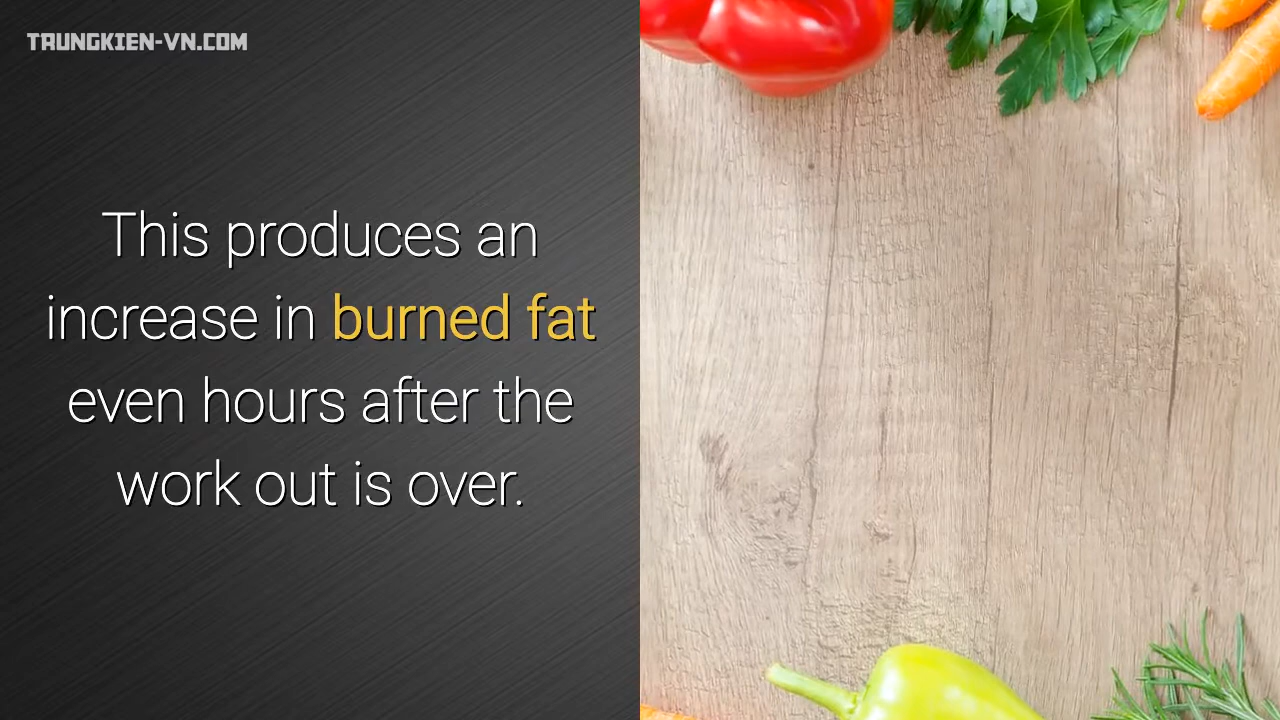 TRUNGKIEN-VN.COM
This produces an
increase in burned fat
even hours after the
work out is over.